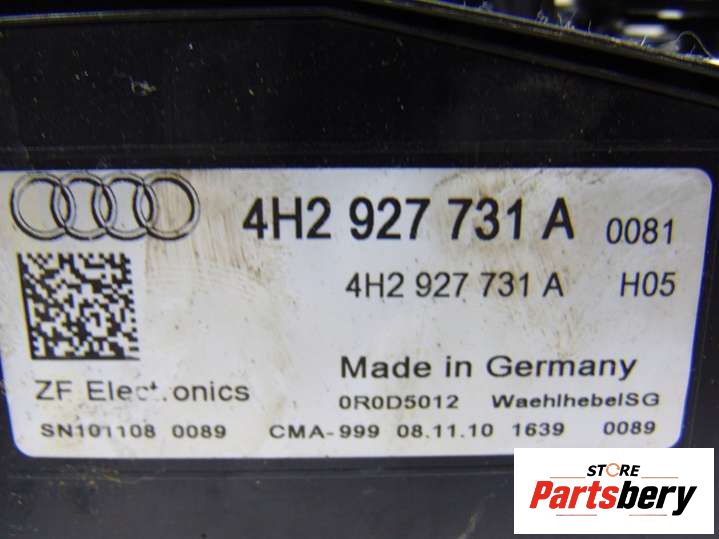 4H2 927 731 A 0081
4H2 927 731 A H05
Made in Germany
ZF Electronics 0R0D5012 WaehlhebelSG
SN101108 0089 CMA-999 08.11.10 1639 0089
STORE
Partsbery